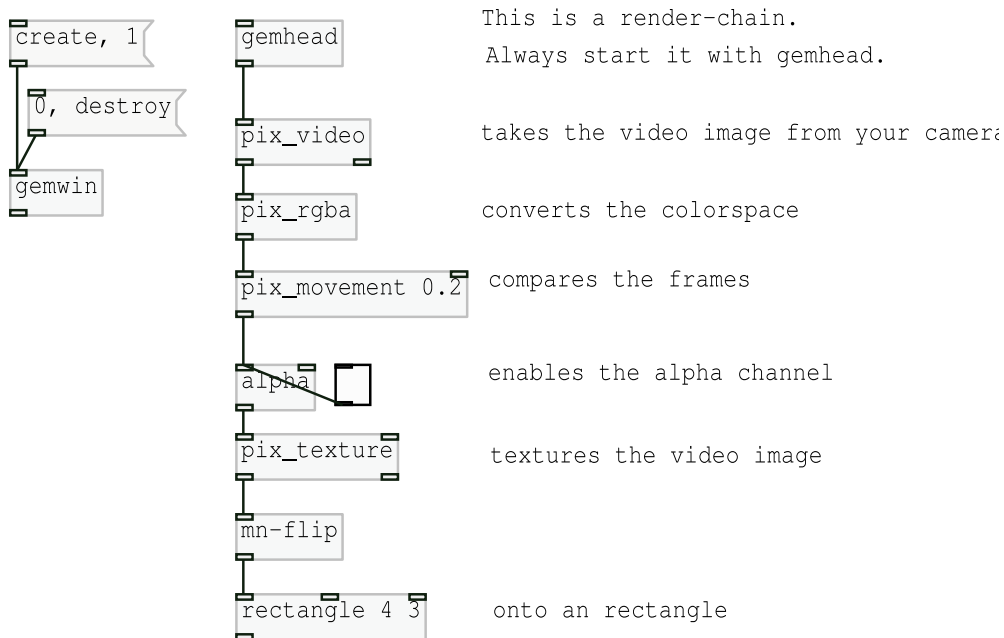 create, 1
0, destroy
gemwin
gemhead
This is a render-chain.
Always start it with gemhead.
pix_video
takes the video image from your camera
pix_rgba
converts the colorspace
pix_movement 0.2
compares the frames
alpha
enables the alpha channel
pix_texture
textures the video image
mn-flip
rectangle 4 3
onto an rectangle